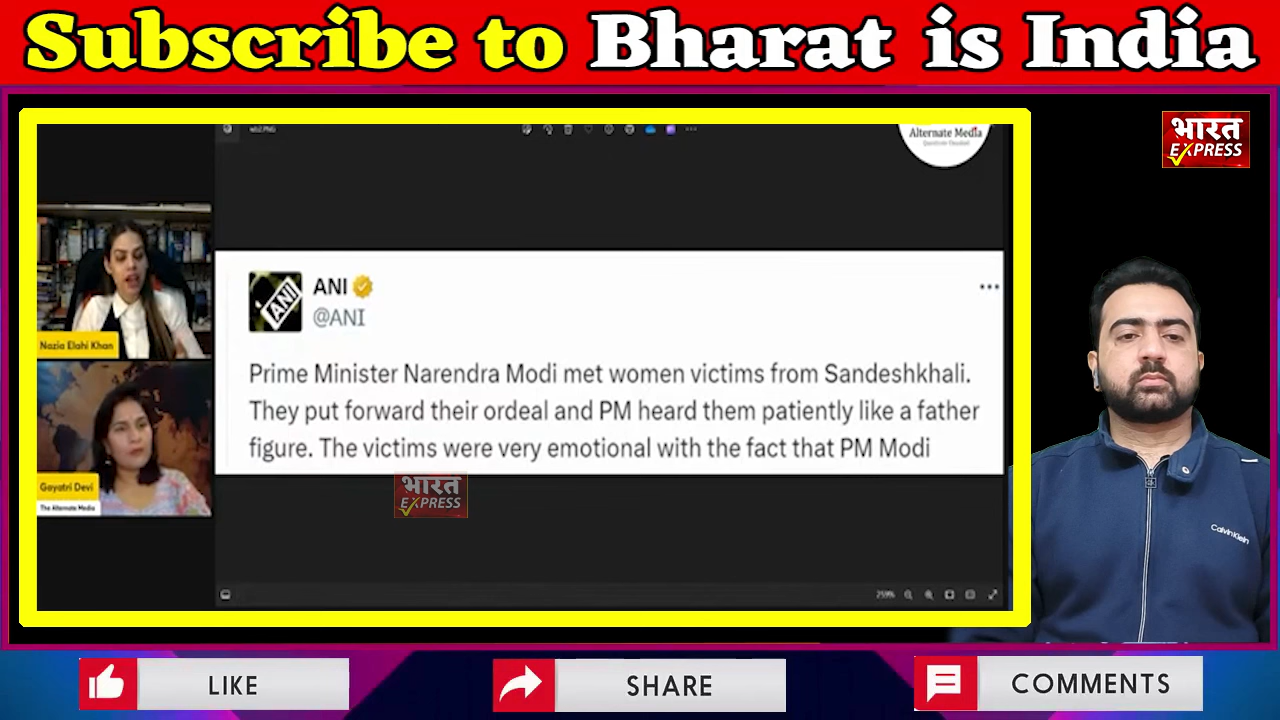 Subscribe to Bharat is India
भारत
EXPRESS
Alternate Media
ANI
@ANI
Prime Minister Narendra Modi met women victims from Sandeshkhali.
They put forward their ordeal and PM heard them patiently like a father
figure. The victims were very emotional with the fact that PM Modi
Nazia Elahi Khan
Gayatri Devi
The Alternate Media
भारत
EXPRESS
Calvin Klein
259%
LIKE
SHARE
COMMENTS